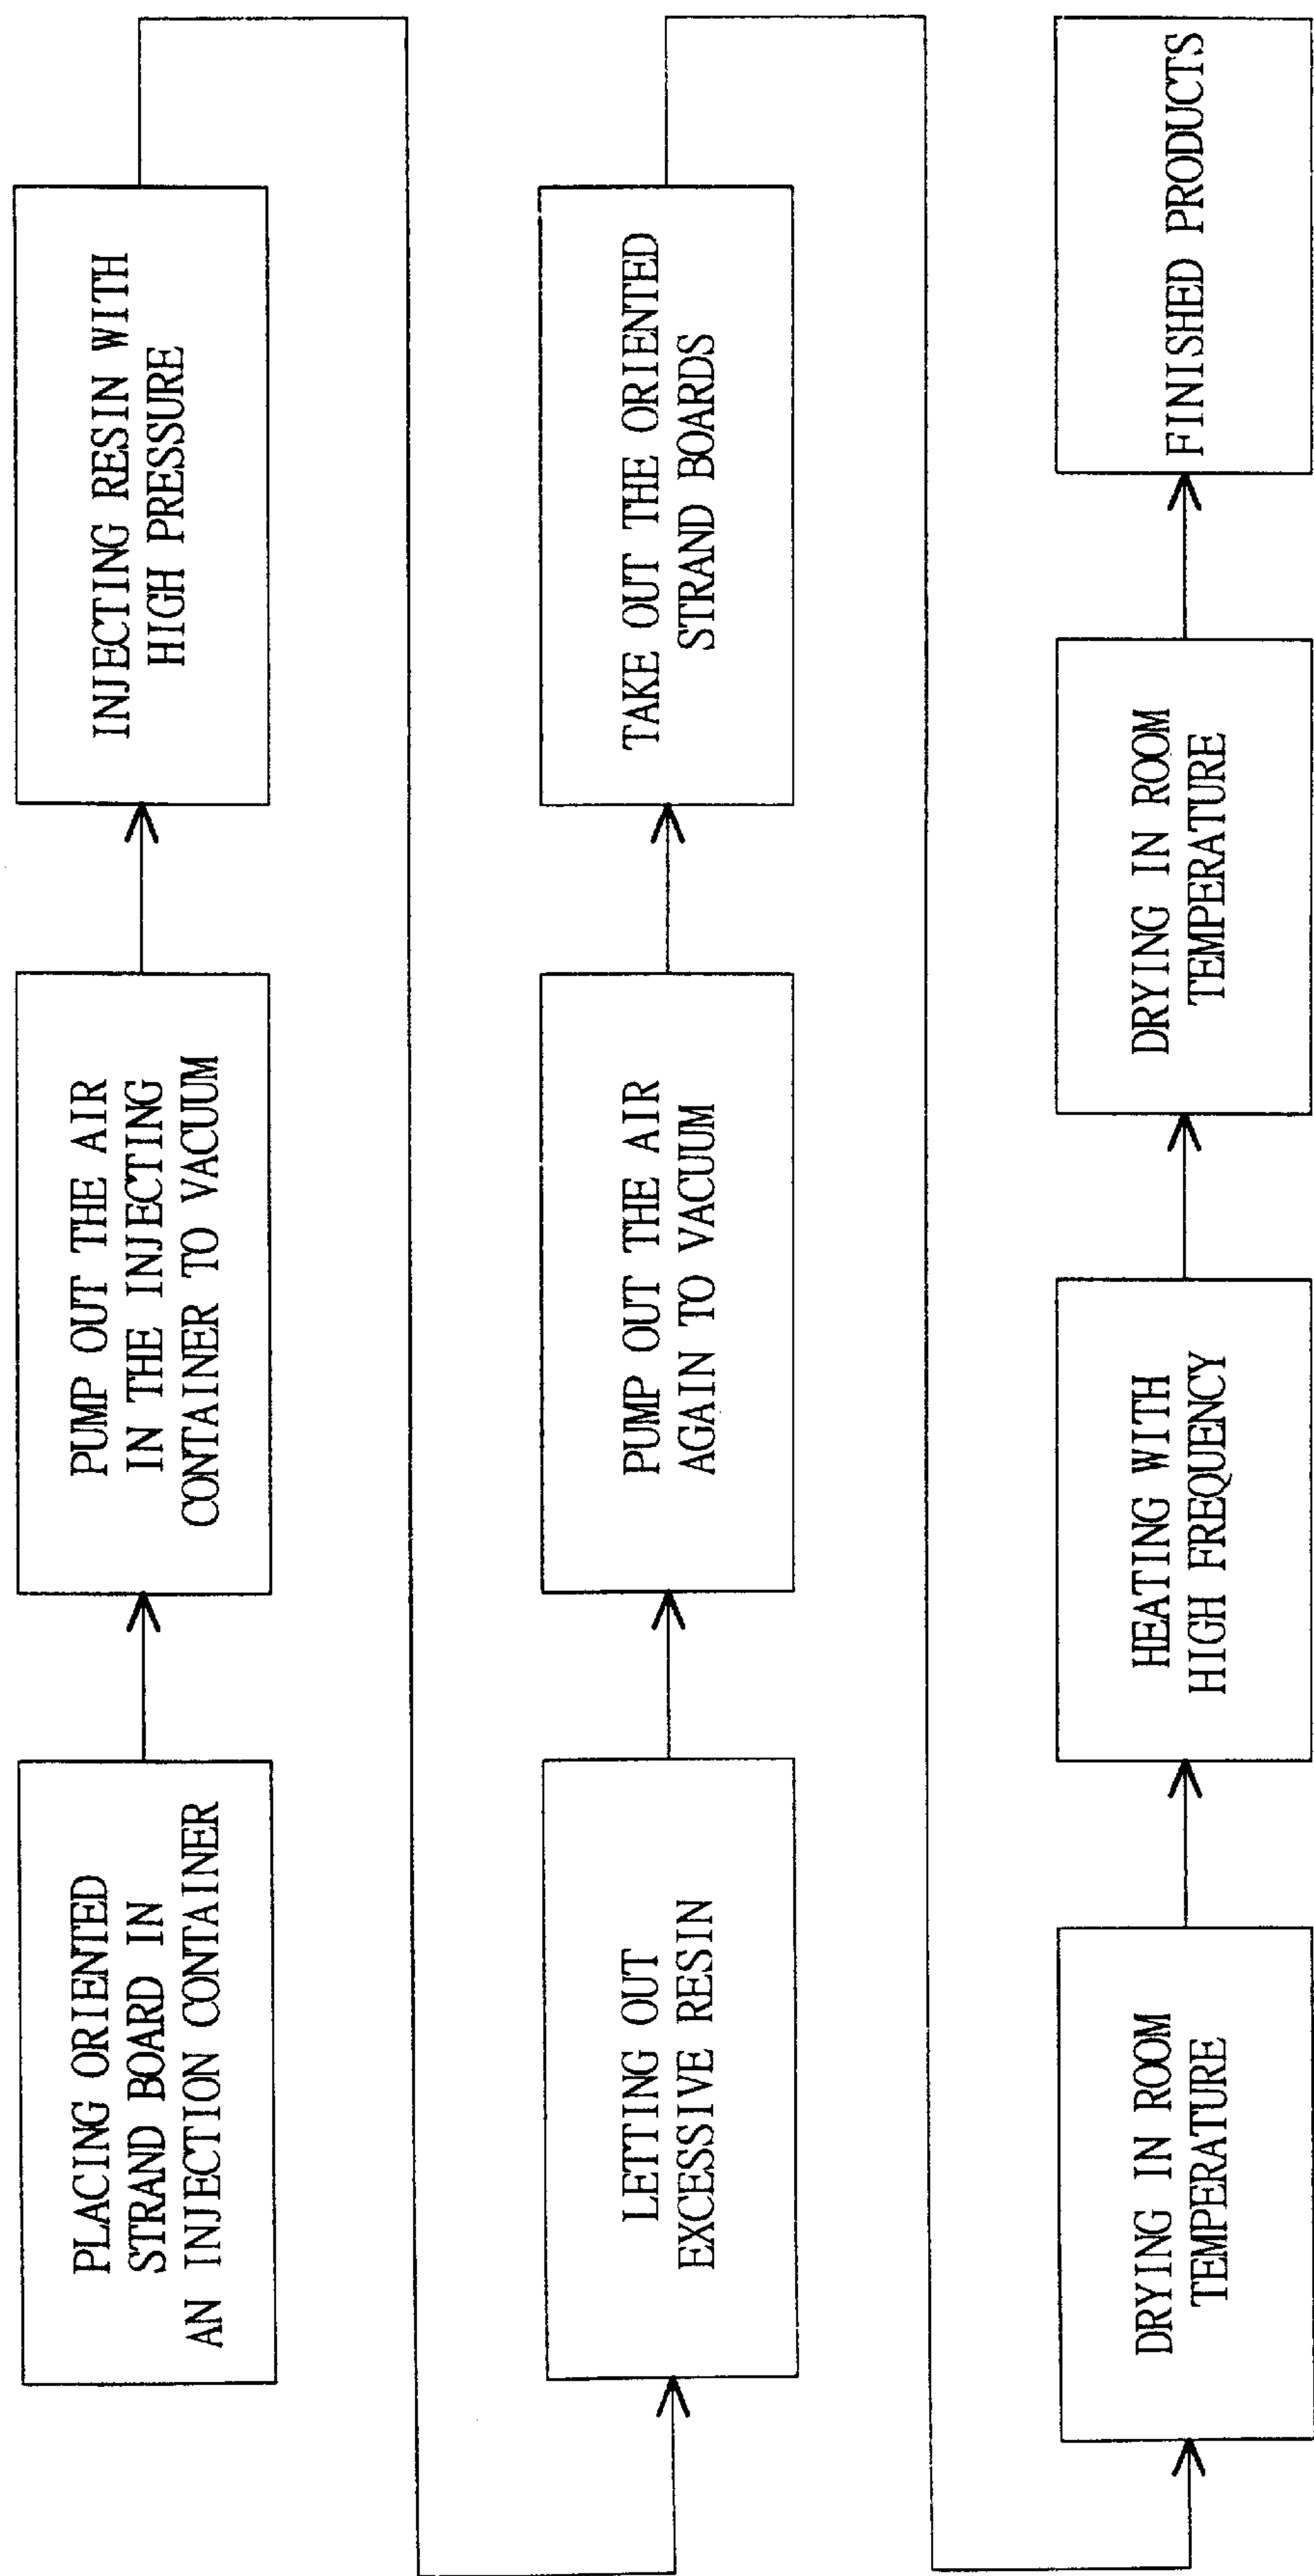 PLACING ORIENTED
STRAND BOARD IN
AN INJECTION CONTAINER
PUMP OUT THE AIR
IN THE INJECTING
CONTAINER TO VACUUM
INJECTING RESIN WITH
HIGH PRESSURE
LETTING OUT
EXCESSIVE RESIN
PUMP OUT THE AIR
AGAIN TO VACUUM
TAKE OUT THE ORIENTED
STRAND BOARDS
DRYING IN ROOM
TEMPERATURE
HEATING WITH
HIGH FREQUENCY
DRYING IN ROOM
TEMPERATURE
FINISHED PRODUCTS